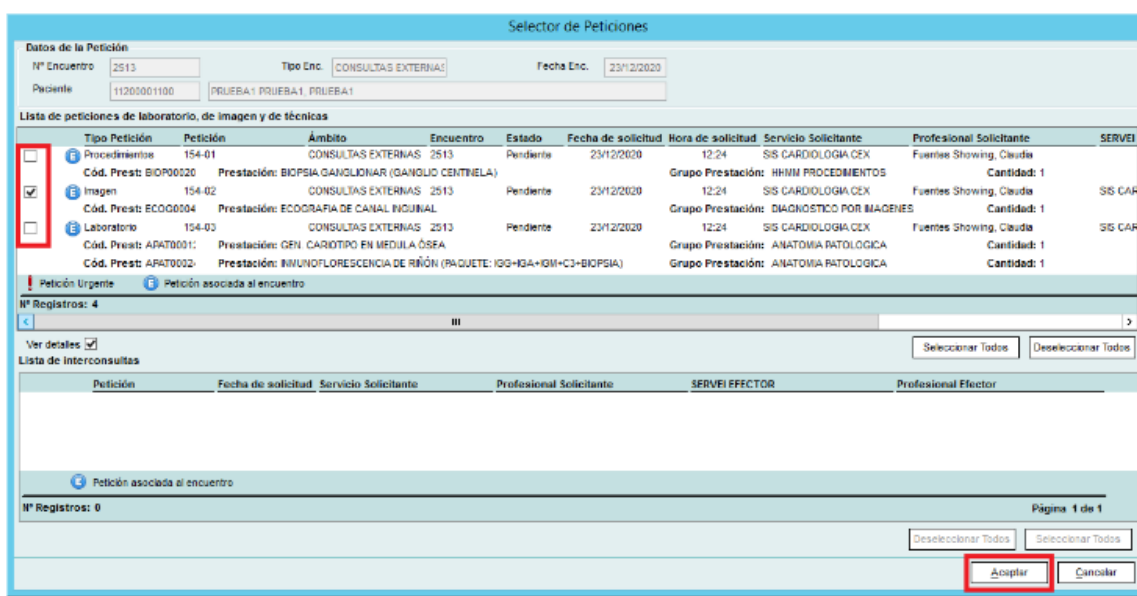 Selector de Peticiones
Datos de la Petición
Nº Encuentro 2513 Tipo Enc. CONSULTAS EXTERNAS Fecha Enc. 23/12/2020
Paciente 11200001100 PRUEBA1 PRUEBA1, PRUEBA1
Lista de peticiones de laboratorio, de imagen y de técnicas
Tipo Petición Petición Ámbito Encuentro Estado Fecha de solicitud Hora de solicitud Servicio Solicitante Profesional Solicitante SERVEI
E Procedimientos 154-01 CONSULTAS EXTERNAS 2513 Pendiente 23/12/2020 12:24 SIS CARDIOLOGIA CEX Fuentes Showing, Claudia
Cód. Prest: BIOP00020 Prestación: BIOPSIA GANGLIONAR (GANGLIO CENTINELA) Grupo Prestación: HHMM PROCEDIMIENTOS Cantidad: 1
E Imagen 154-02 CONSULTAS EXTERNAS 2513 Pendiente 23/12/2020 12:24 SIS CARDIOLOGIA CEX Fuentes Showing, Claudia SIS CAR
Cód. Prest: ECOG0004 Prestación: ECOGRAFIA DE CANAL INGUINAL Grupo Prestación: DIAGNOSTICO POR IMAGENES Cantidad: 1
E Laboratorio 154-03 CONSULTAS EXTERNAS 2513 Pendiente 23/12/2020 12:24 SIS CARDIOLOGIA CEX Fuentes Showing, Claudia SIS CAR
Cód. Prest: Prestación: GEN. CARIOTIPO EN MEDULA ÓSEA Grupo Prestación: ANATOMIA PATOLOGICA Cantidad: 1
Cód. Prest: Prestación: INMUNOFLORESCENCIA DE RIÑÓN (PAQUETE: IGG+IGA+IGM+C3+BIOPSIA) Grupo Prestación: ANATOMIA PATOLOGICA Cantidad: 1
! Petición Urgente E Petición asociada al encuentro
Nº Registros: 4
Ver detalles Seleccionar Todos Deseleccionar Todos
Lista de interconsultas
Petición Fecha de solicitud Servicio Solicitante Profesional Solicitante SERVEI EFECTOR Profesional Efector
E Petición asociada al encuentro
Nº Registros: 0 Página 1 de 1
Deseleccionar Todos Seleccionar Todos
Aceptar Cancelar